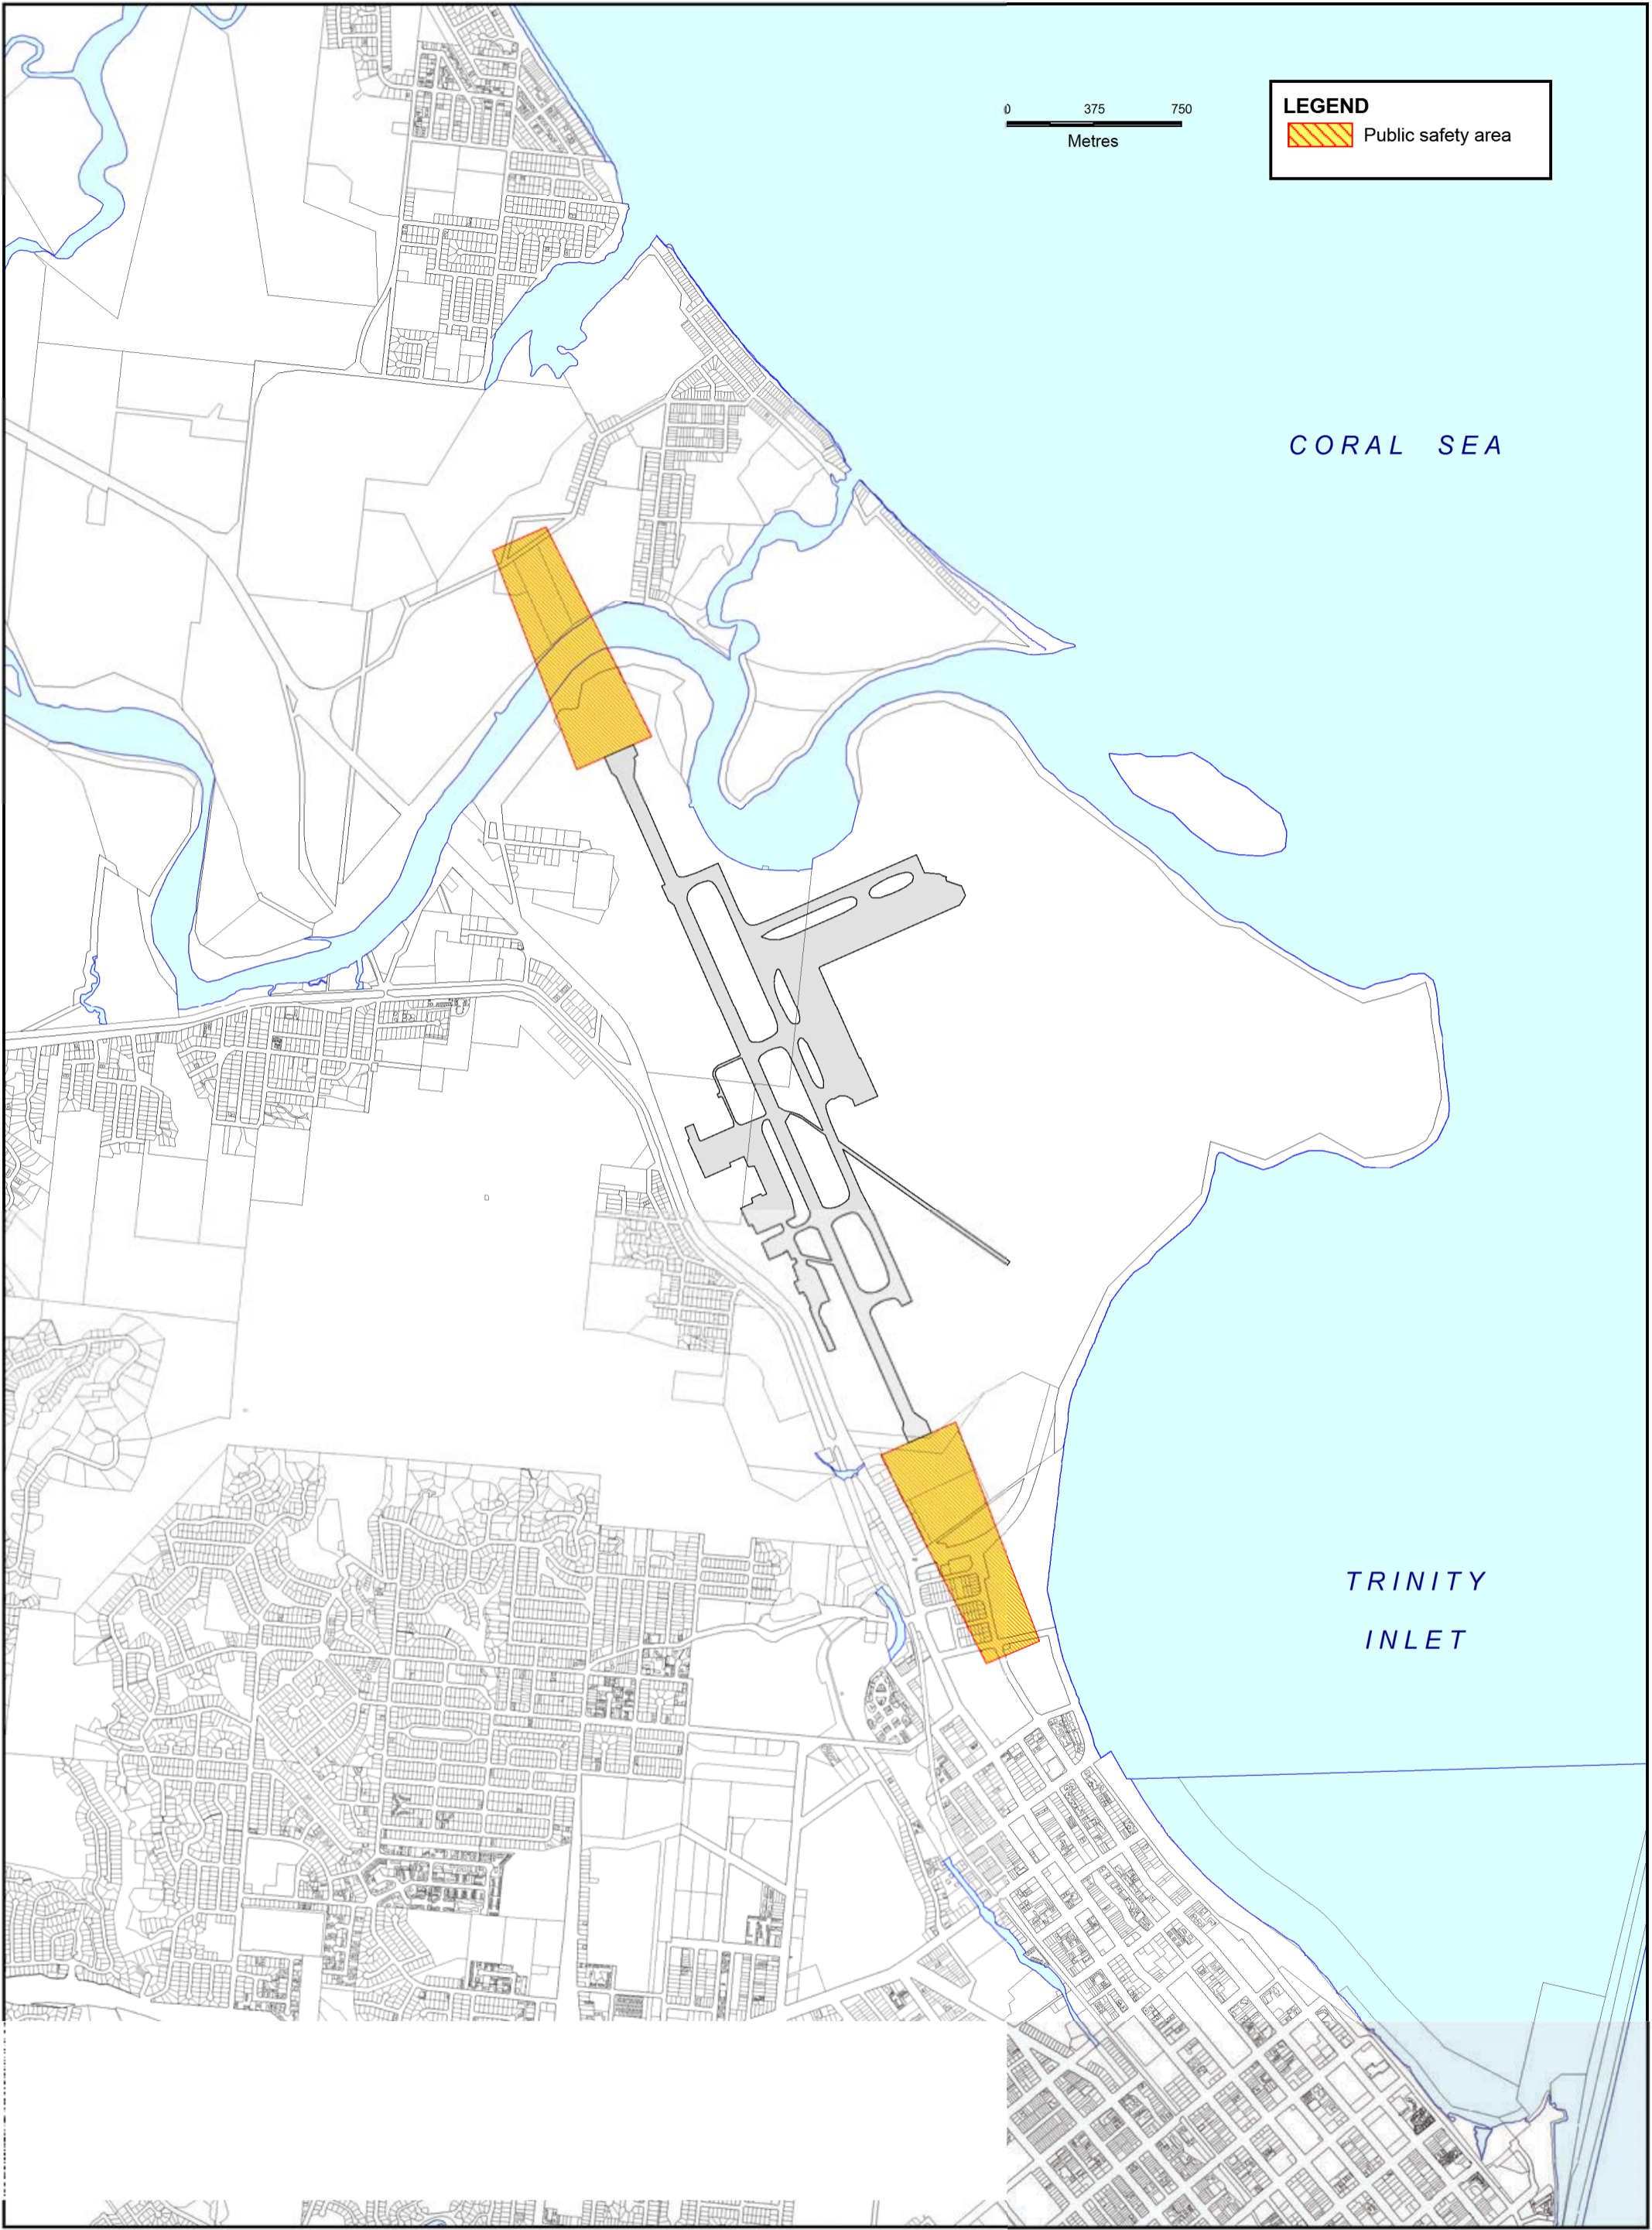 0 375 750
Metres
LEGEND
Public safety area
CORAL SEA
TRINITY
INLET